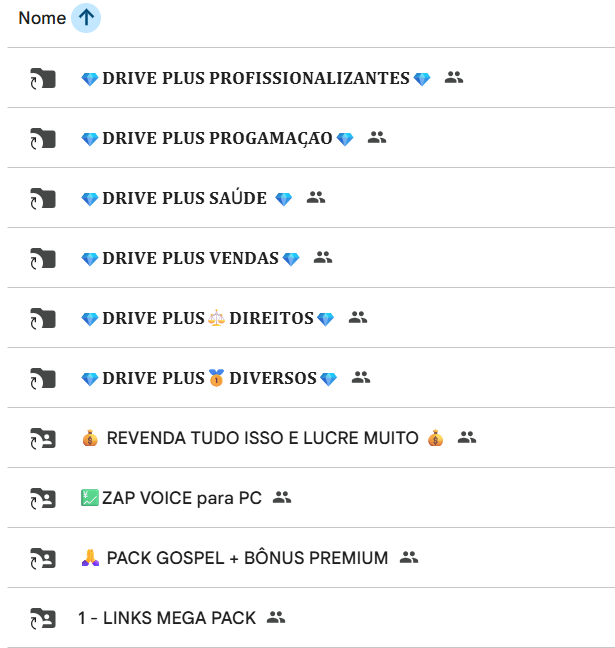 Nome
💎DRIVE PLUS PROFISSIONALIZANTES💎
💎DRIVE PLUS PROGAMAÇÃO💎
💎DRIVE PLUS SAÚDE 💎
💎DRIVE PLUS VENDAS💎
💎DRIVE PLUS⚖️DIREITOS💎
💎DRIVE PLUS🥇DIVERSOS💎
💰 REVENDA TUDO ISSO E LUCRE MUITO 💰
💹ZAP VOICE para PC
🙏 PACK GOSPEL + BÔNUS PREMIUM
1 - LINKS MEGA PACK